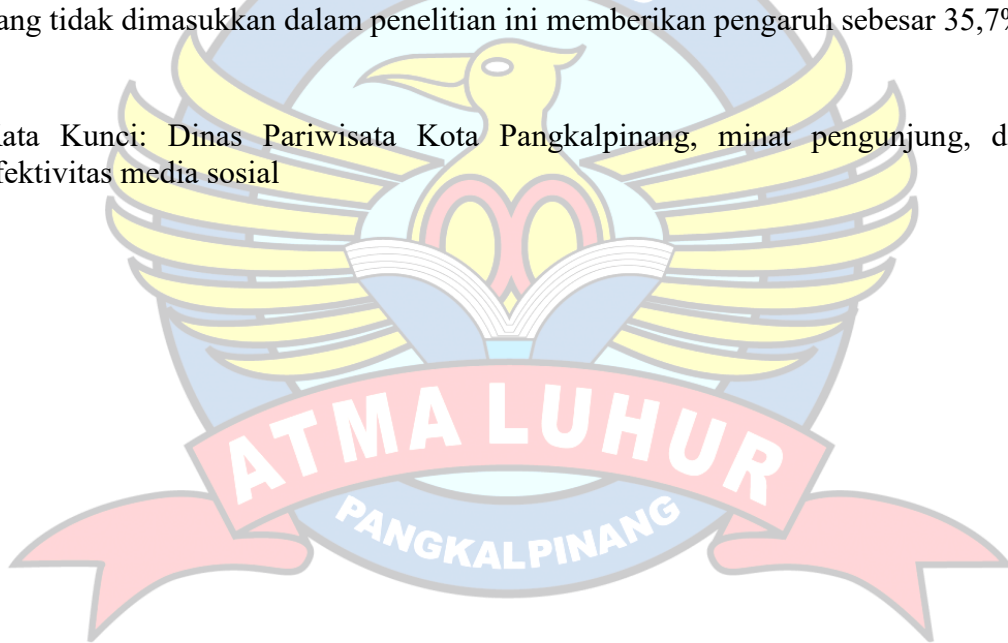 ang tidak dimasukkan dalam penelitian ini memberikan pengaruh sebesar 35,7%
ata Kunci: Dinas Pariwisata Kota Pangkalpinang, minat pengunjung, d
fektivitas media sosial
ATMA LUHUR
PANGKALPINANG